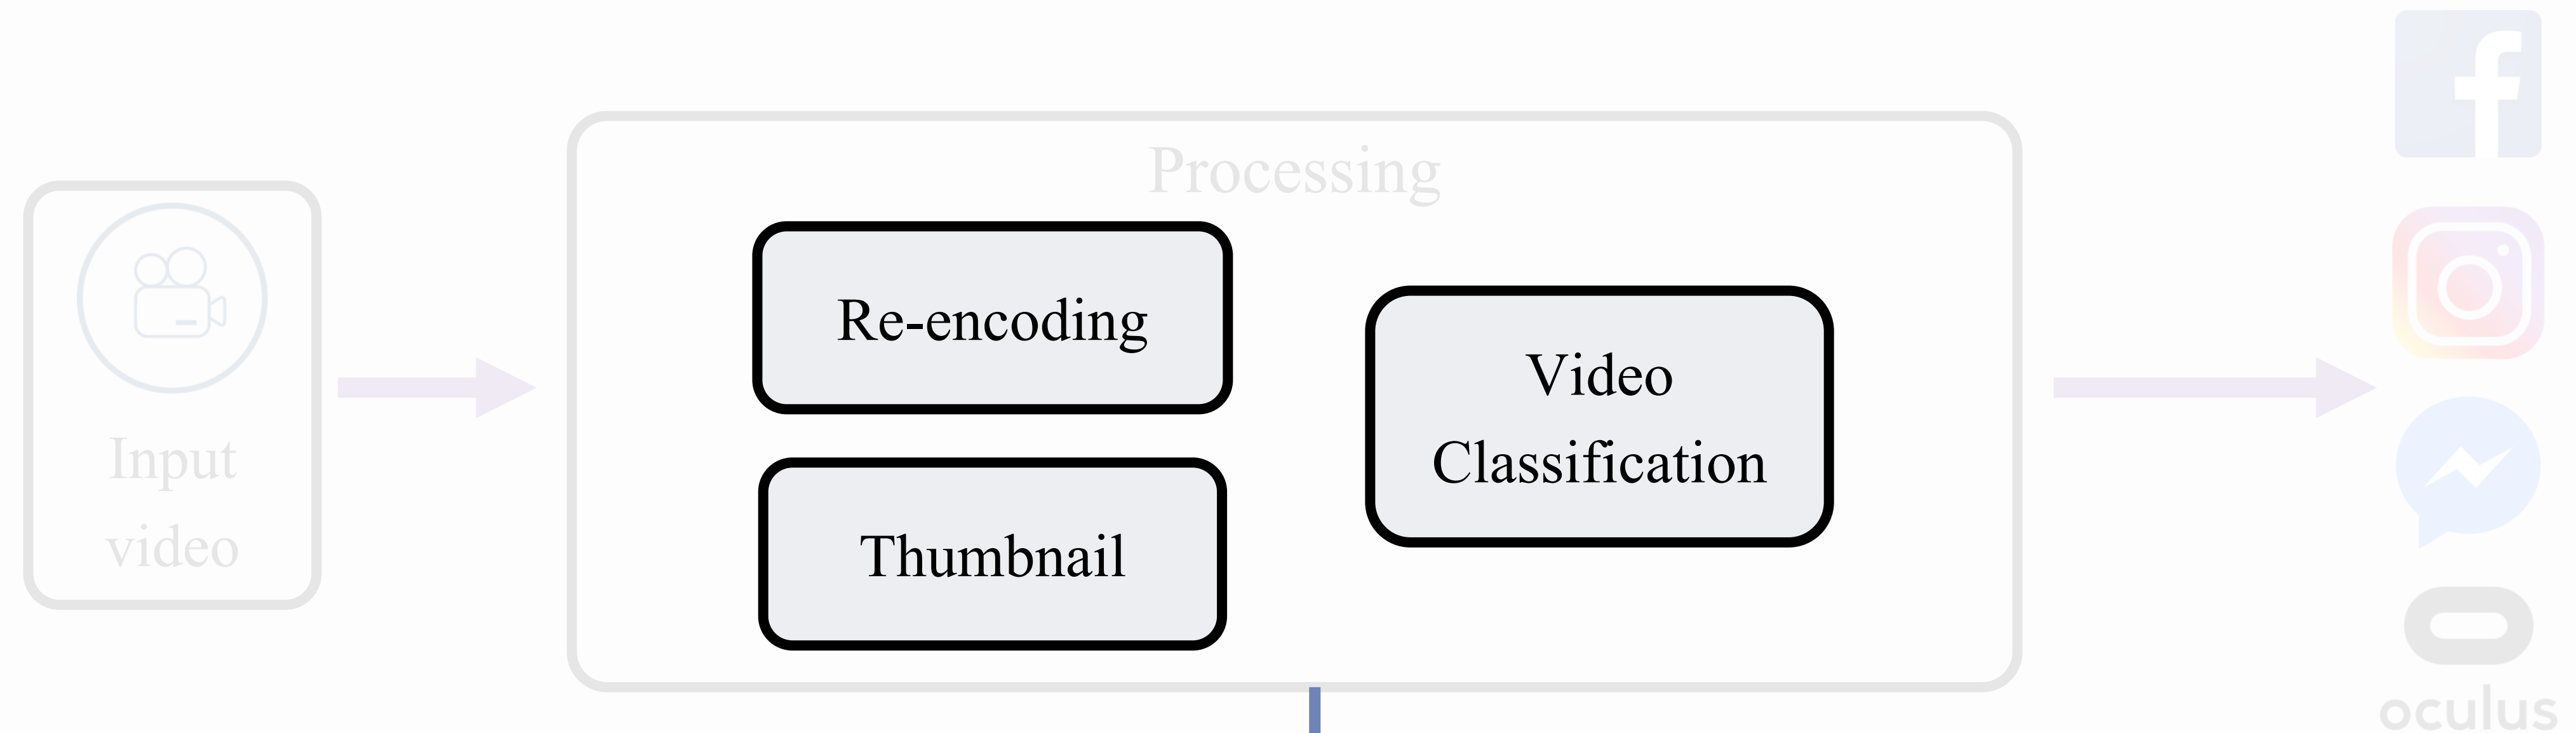 Processing
Input
video
Re-encoding
Thumbnail
Video
Classification
oculus